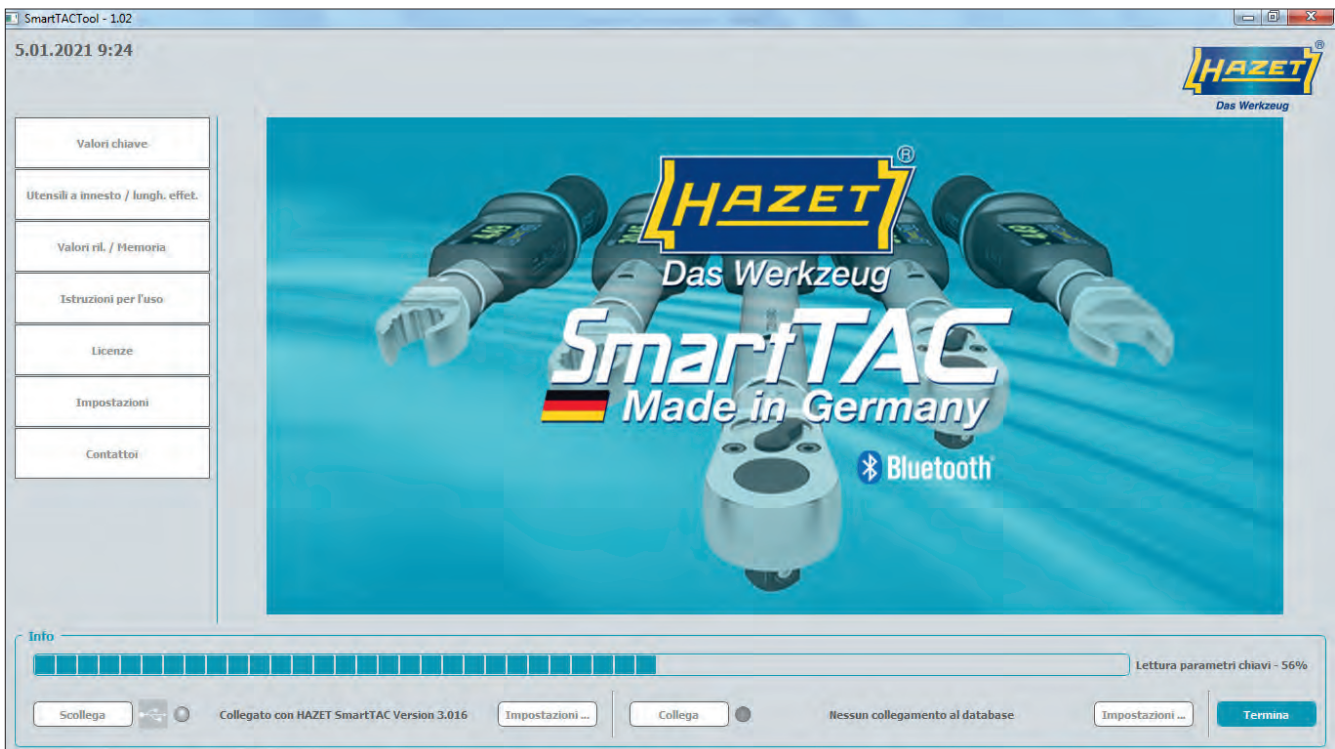 SmartTACTool - 1.02
5.01.2021 9:24
HAZET®
Das Werkzeug
Valori chiave
Utensili a innesto / lungh. effet.
Valori ril. / Memoria
Istruzioni per l'uso
Licenze
Impostazioni
Contattoi
HAZET®
Das Werkzeug
SmartTAC
Made in Germany
Bluetooth
Info
Lettura parametri chiavi - 56%
Scollega
Collegato con HAZET SmartTAC Version 3.016
Impostazioni ...
Collega
Nessun collegamento al database
Impostazioni ...
Termina